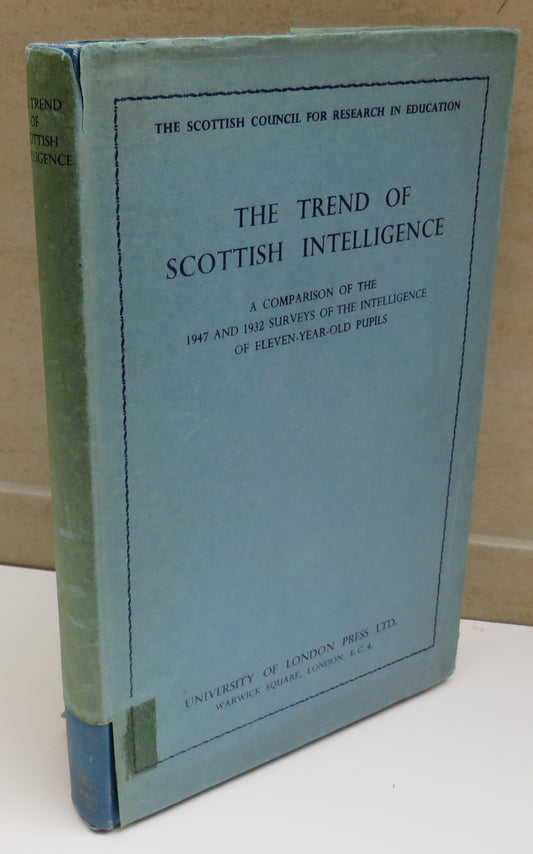 TREND
OF
THE SCOTTISH COUNCIL FOR RESEARCH IN EDUCATION
THE TREND OF
SCOTTISH INTELLIGENCE
A COMPARISON OF THE
1947 AND 1932 SURVEYS OF THE INTELLIGENCE
OF ELEVEN-YEAR-OLD PUPILS
UNIVERSITY OF LONDON PRESS LTD.
WARWICK SQUARE, LONDON, E.C 4.